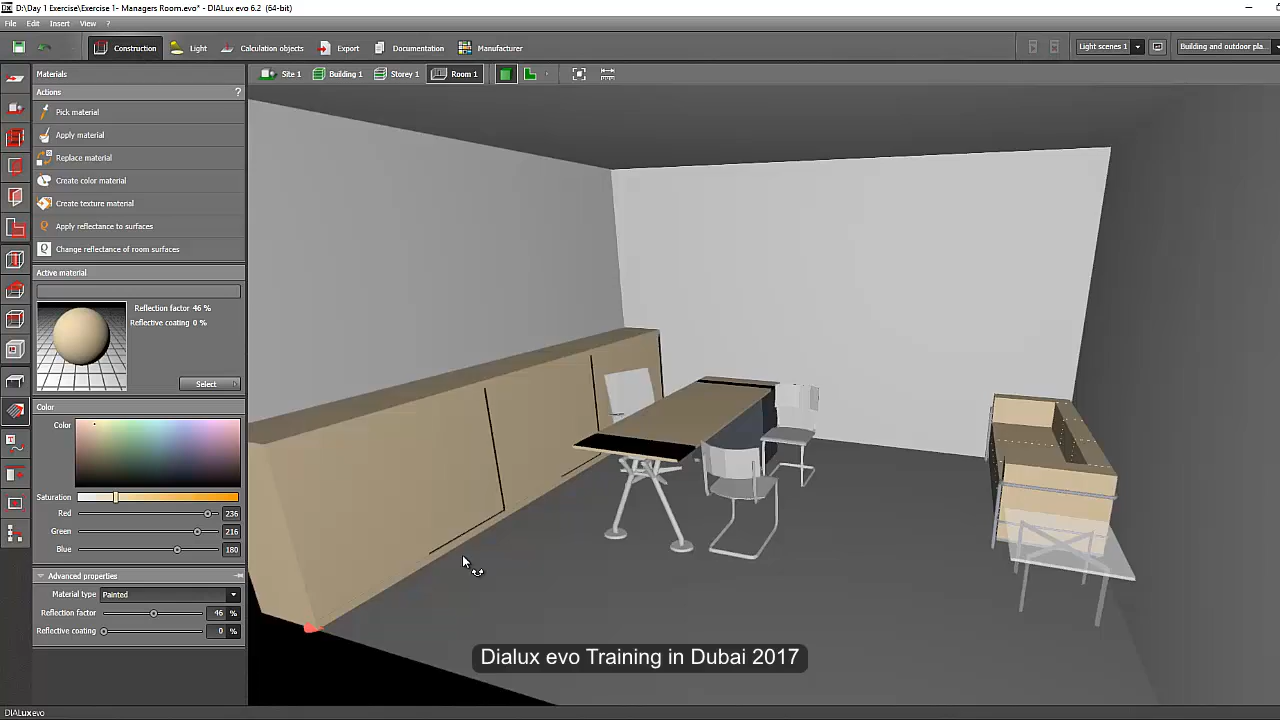 D:\Day 1 Exercise\Exercise 1- Managers Room.evo* - DIALux evo 6.2 (64-bit)
File Edit Insert View ?
Construction Light Calculation objects Export Documentation Manufacturer Light scenes 1 Building and outdoor pla...
Materials
Site 1 Building 1 Storey 1 Room 1
Actions ?
Pick material
Apply material
Replace material
Create color material
Create texture material
Apply reflectance to surfaces
Change reflectance of room surfaces
Active material
Reflection factor 46 %
Reflective coating 0 %
Select
Color
Color
Saturation
Red 236
Green 216
Blue 180
Advanced properties
Material type Painted
Reflection factor 46 %
Reflective coating 0 %
Dialux evo Training in Dubai 2017
DIALux evo